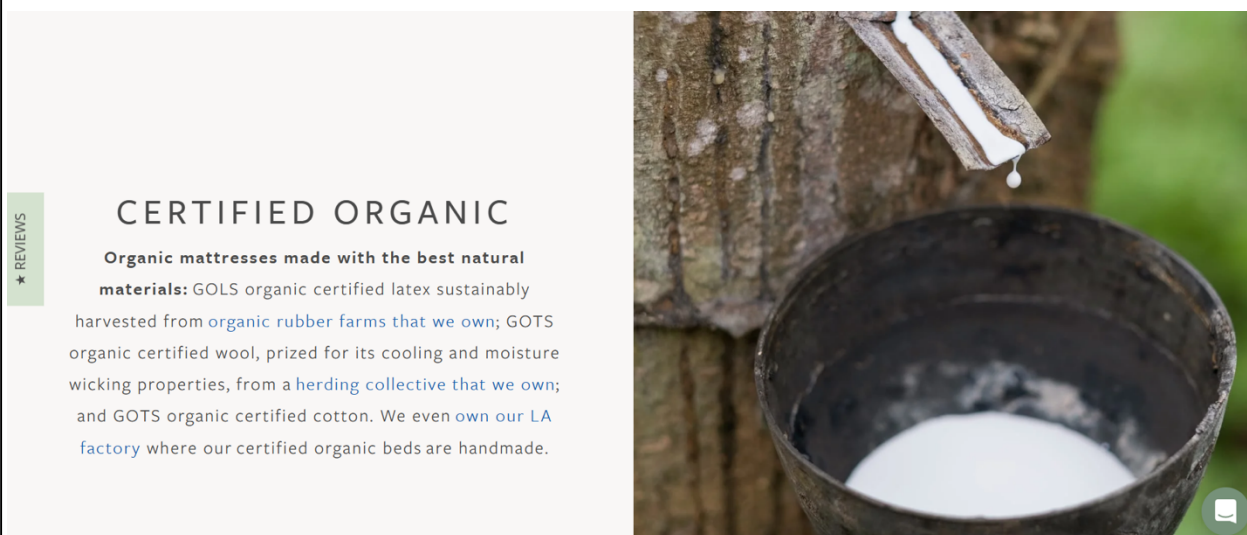 ★ REVIEWS
CERTIFIED ORGANIC
Organic mattresses made with the best natural
materials: GOLS organic certified latex sustainably
harvested from organic rubber farms that we own; GOTS
organic certified wool, prized for its cooling and moisture
wicking properties, from a herding collective that we own;
and GOTS organic certified cotton. We even own our LA
factory where our certified organic beds are handmade.